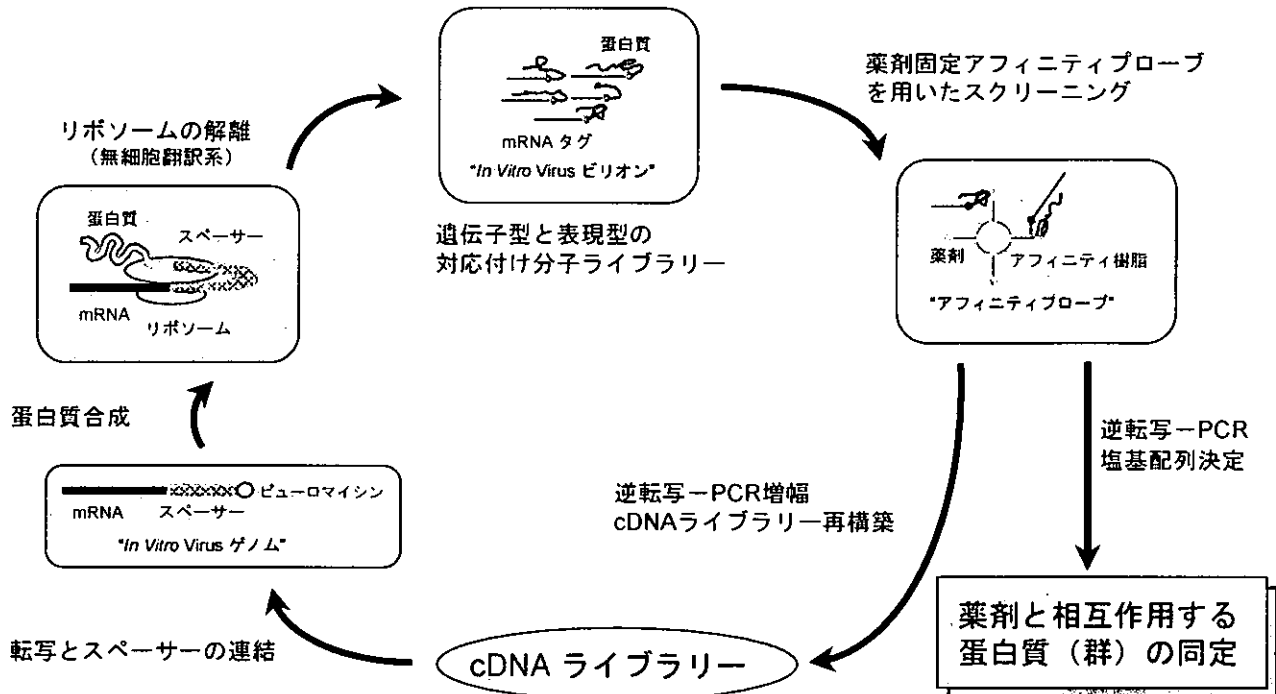 蛋白質
mRNA タグ
"In Vitro Virus ビリオン"
薬剤固定アフィニティプローブ
を用いたスクリーニング
リボソームの解離
（無細胞翻訳系）
蛋白質
スペーサー
mRNA
リボソーム
遺伝子型と表現型の
対応付け分子ライブラリー
薬剤
アフィニティ樹脂
"アフィニティプローブ"
蛋白質合成
逆転写－PCR
塩基配列決定
ピューロマイシン
mRNA スペーサー
"In Vitro Virus ゲノム"
逆転写－PCR増幅
cDNAライブラリー再構築
転写とスペーサーの連結
cDNA ライブラリー
薬剤と相互作用する
蛋白質（群）の同定